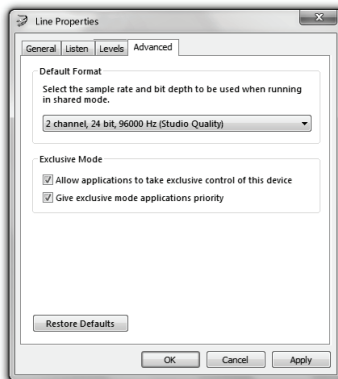 Line Properties
General Listen Levels Advanced
Default Format
Select the sample rate and bit depth to be used when running
in shared mode.
2 channel, 24 bit, 96000 Hz (Studio Quality)
Exclusive Mode
Allow applications to take exclusive control of this device
Give exclusive mode applications priority
Restore Defaults
OK Cancel Apply